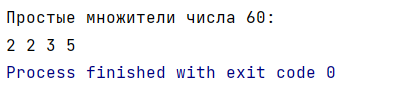 Простые множители числа 60:
2 2 3 5
Process finished with exit code 0